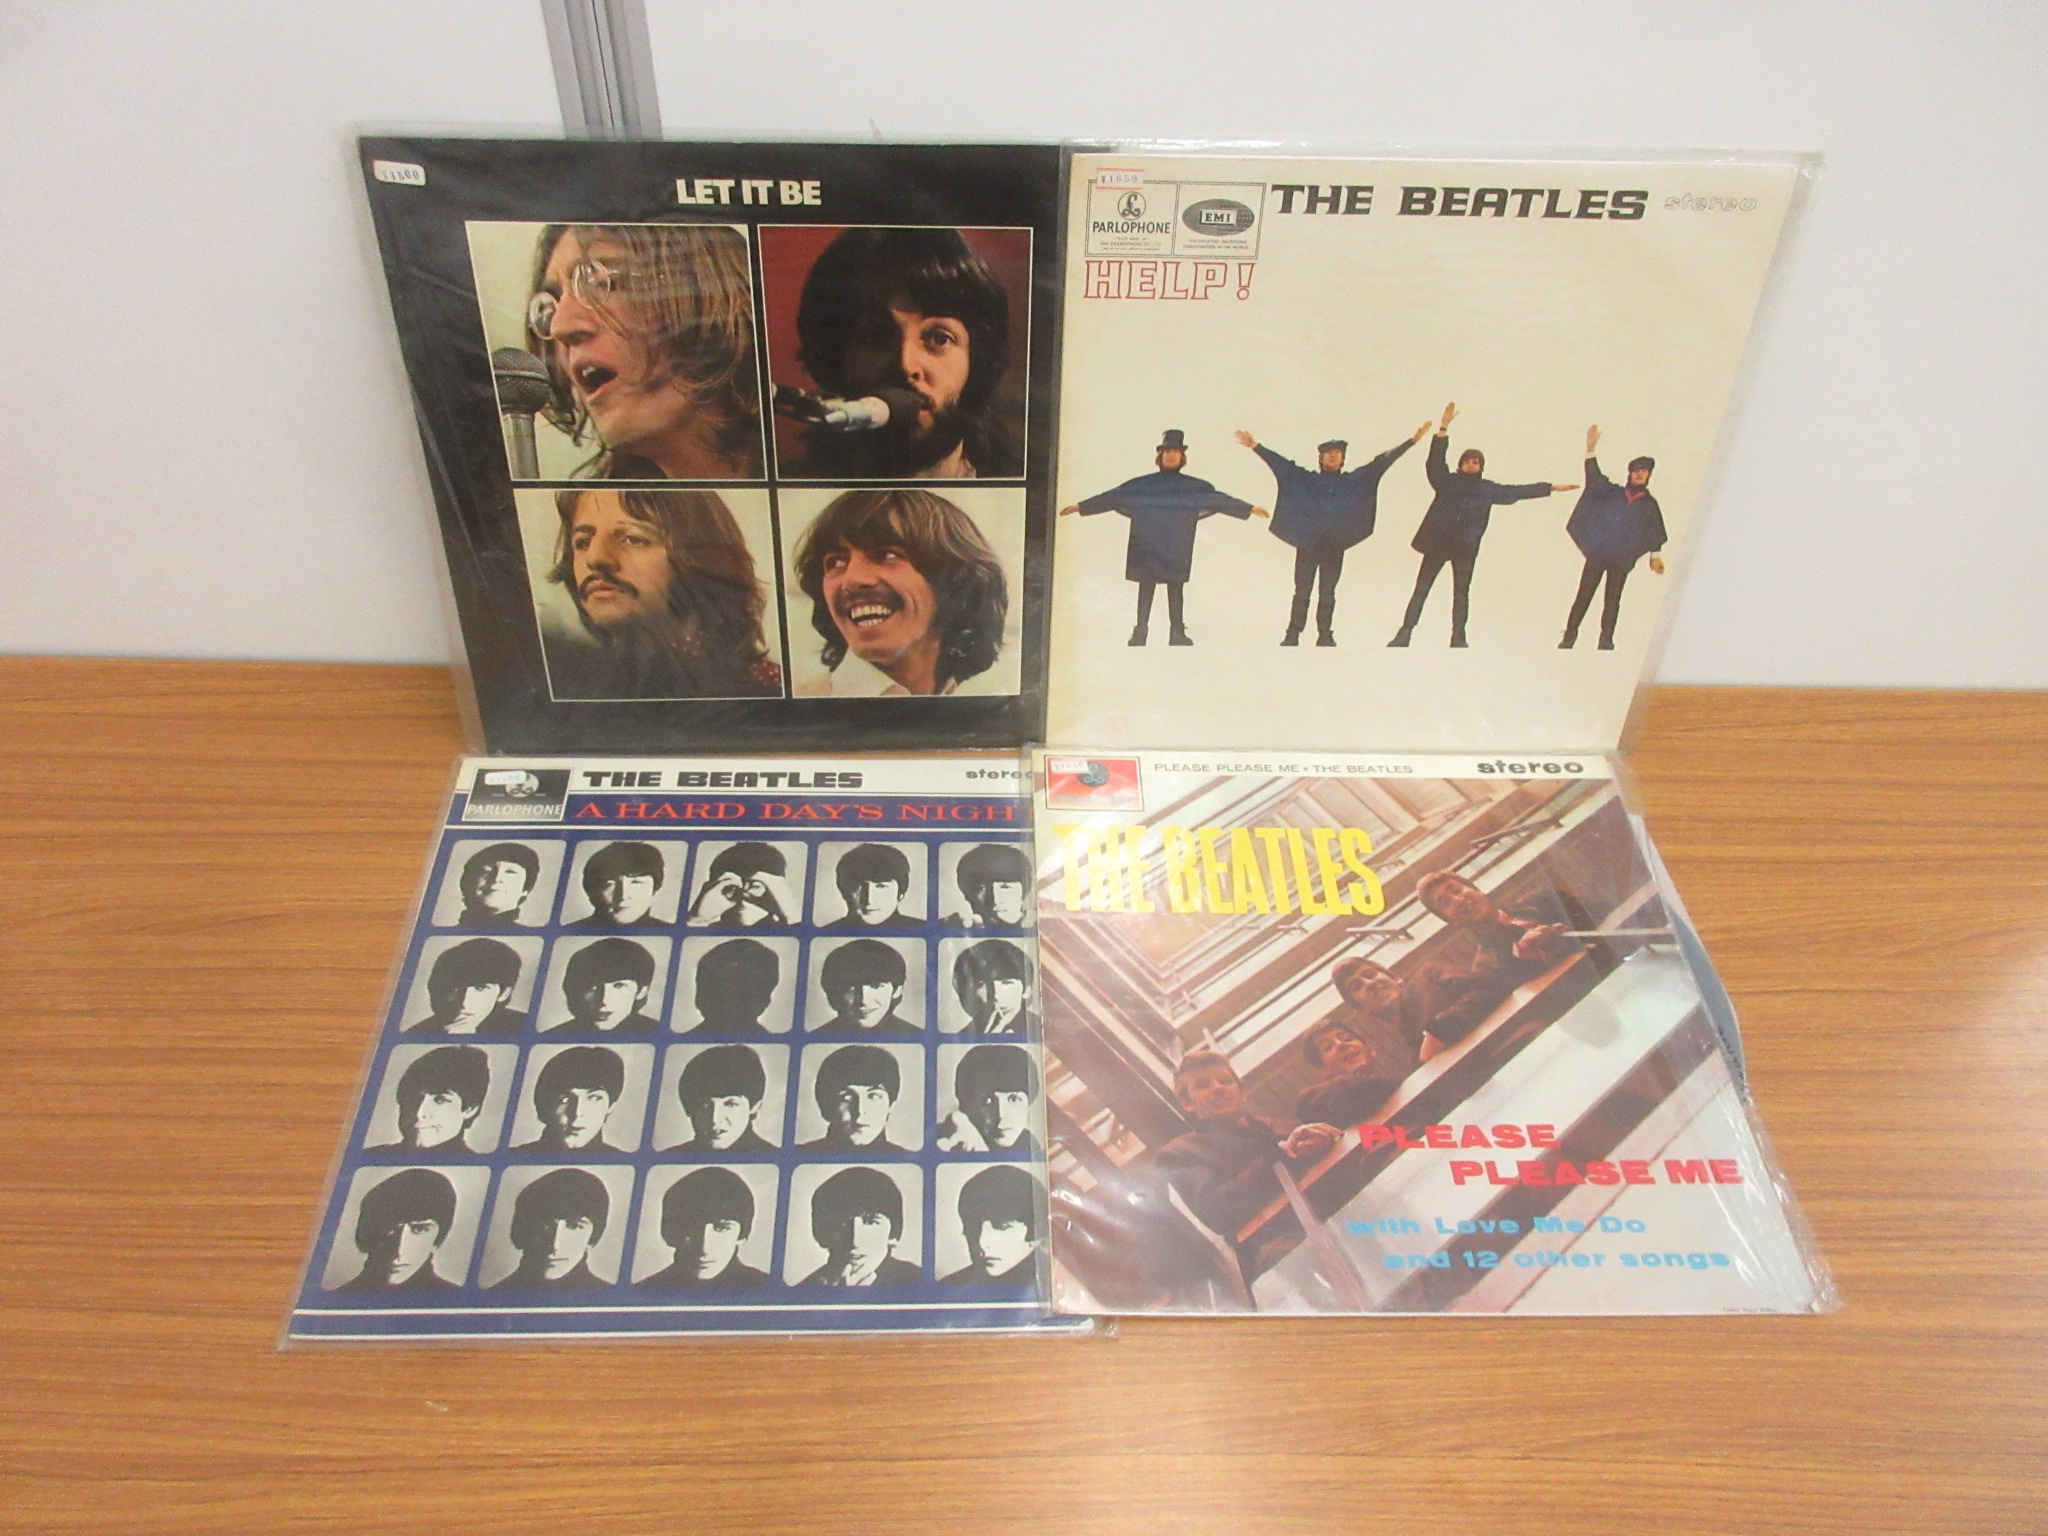 ¥1500
LET IT BE
¥1650
PARLOPHONE
EMI
THE BEATLES stereo
HELP!
PARLOPHONE
THE BEATLES stereo
A HARD DAY'S NIGH
PLEASE PLEASE ME • THE BEATLES stereo
THE BEATLES
PLEASE
PLEASE ME
with Love Me Do
and 12 other songs